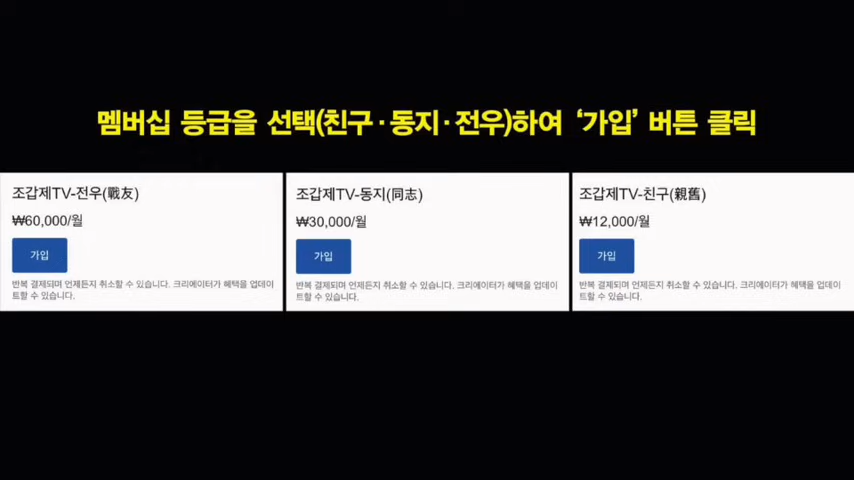 멤버십 등급을 선택(친구·동지·전우)하여 ‘가입’ 버튼 클릭
조갑제TV-전우(戰友)
₩60,000/월
가입
반복 결제되며 언제든지 취소할 수 있습니다. 크리에이터가 혜택을 업데이
트할 수 있습니다.
조갑제TV-동지(同志)
₩30,000/월
가입
반복 결제되며 언제든지 취소할 수 있습니다. 크리에이터가 혜택을 업데이
트할 수 있습니다.
조갑제TV-친구(親舊)
₩12,000/월
가입
반복 결제되며 언제든지 취소할 수 있습니다. 크리에이터가 혜택을 업데이
트할 수 있습니다.